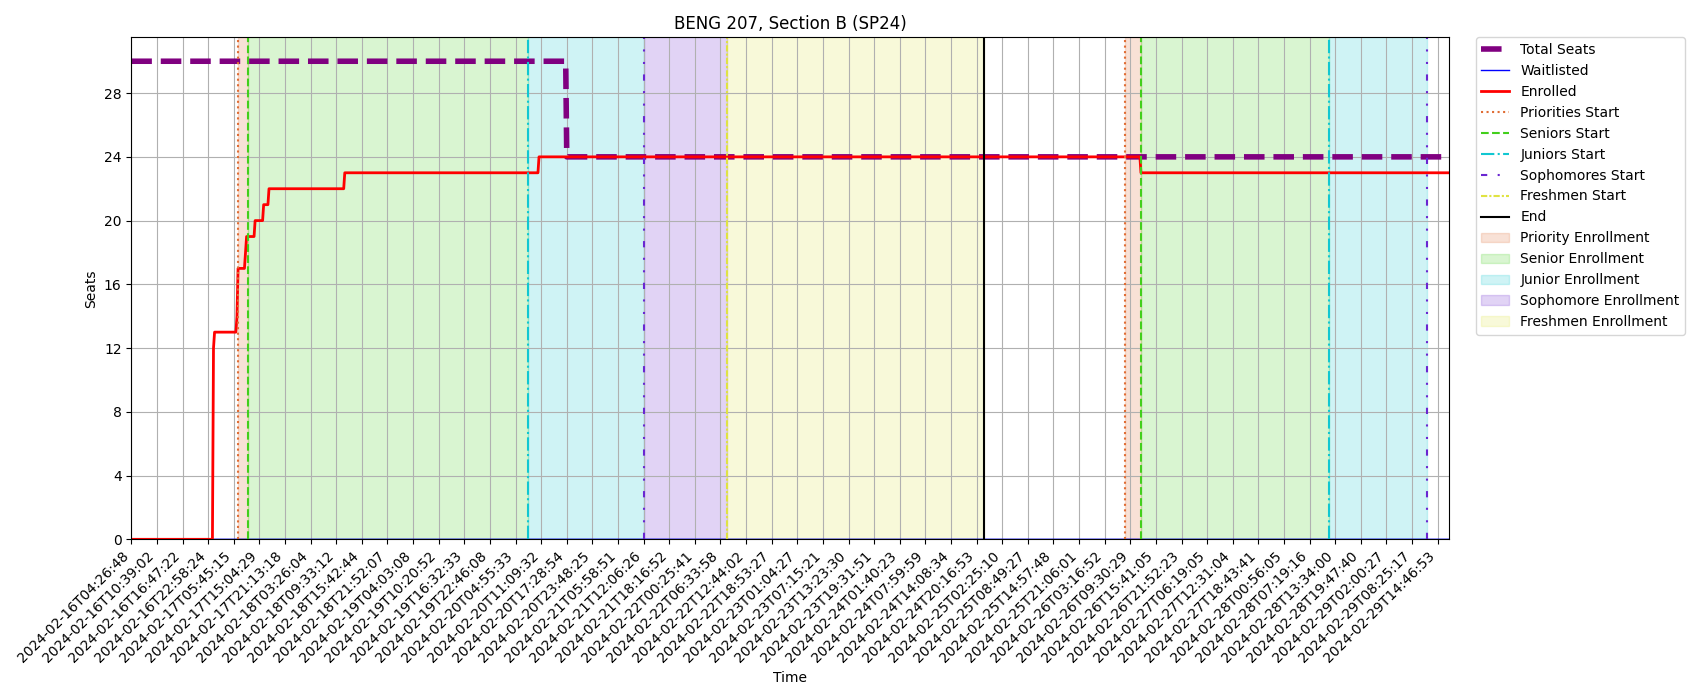 BENG 207, Section B (SP24)
Seats
28
24
20
16
12
8
4
0
2024-02-16T04:26:48
2024-02-16T10:39:02
2024-02-16T16:47:22
2024-02-16T22:58:24
2024-02-17T05:45:15
2024-02-17T15:04:29
2024-02-17T21:13:18
2024-02-18T03:26:04
2024-02-18T09:33:12
2024-02-18T15:42:44
2024-02-18T21:52:07
2024-02-19T04:03:08
2024-02-19T10:20:52
2024-02-19T16:32:33
2024-02-19T22:46:08
2024-02-20T04:55:33
2024-02-20T11:09:32
2024-02-20T17:28:54
2024-02-20T23:48:25
2024-02-21T05:58:51
2024-02-21T12:06:26
2024-02-21T18:16:52
2024-02-22T00:25:41
2024-02-22T06:33:58
2024-02-22T12:44:02
2024-02-22T18:53:27
2024-02-23T01:04:27
2024-02-23T07:15:21
2024-02-23T13:23:30
2024-02-23T19:31:51
2024-02-24T01:40:23
2024-02-24T07:59:59
2024-02-24T14:08:34
2024-02-24T20:16:53
2024-02-25T02:25:10
2024-02-25T08:49:27
2024-02-25T14:57:48
2024-02-25T21:06:01
2024-02-26T03:16:52
2024-02-26T09:30:29
2024-02-26T15:41:05
2024-02-26T21:52:23
2024-02-27T06:19:05
2024-02-27T12:31:04
2024-02-27T18:43:41
2024-02-28T00:56:05
2024-02-28T07:19:16
2024-02-28T13:34:00
2024-02-28T19:47:40
2024-02-29T02:00:27
2024-02-29T08:25:17
2024-02-29T14:46:53
Time
Total Seats
Waitlisted
Enrolled
Priorities Start
Seniors Start
Juniors Start
Sophomores Start
Freshmen Start
End
Priority Enrollment
Senior Enrollment
Junior Enrollment
Sophomore Enrollment
Freshmen Enrollment